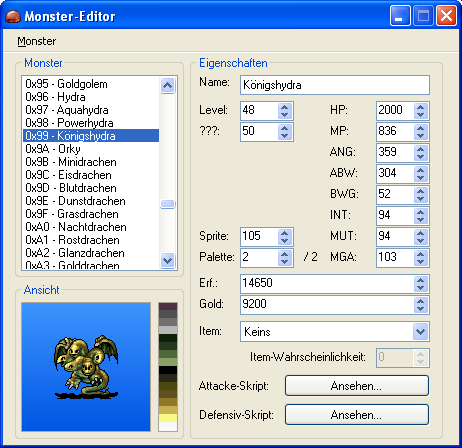 Monster-Editor
Monster
Monster
0x95 - Goldgolem
0x96 - Hydra
0x97 - Aquahydra
0x98 - Powerhydra
0x99 - Königshydra
0x9A - Orky
0x9B - Minidrachen
0x9C - Eisdrachen
0x9D - Blutdrachen
0x9E - Dunstdrachen
0x9F - Grasdrachen
0xA0 - Nachtdrachen
0xA1 - Rostdrachen
0xA2 - Glanzdrachen
0xA3 - Golddrachen
Ansicht
Eigenschaften
Name: Königshydra
Level: 48 HP: 2000
???: 50 MP: 836
ANG: 359
ABW: 304
BWG: 52
INT: 94
Sprite: 105 MUT: 94
Palette: 2 / 2 MGA: 103
Erf.: 14650
Gold: 9200
Item: Keins
Item-Wahrscheinlichkeit: 0
Attacke-Skript: Ansehen...
Defensiv-Skript: Ansehen...